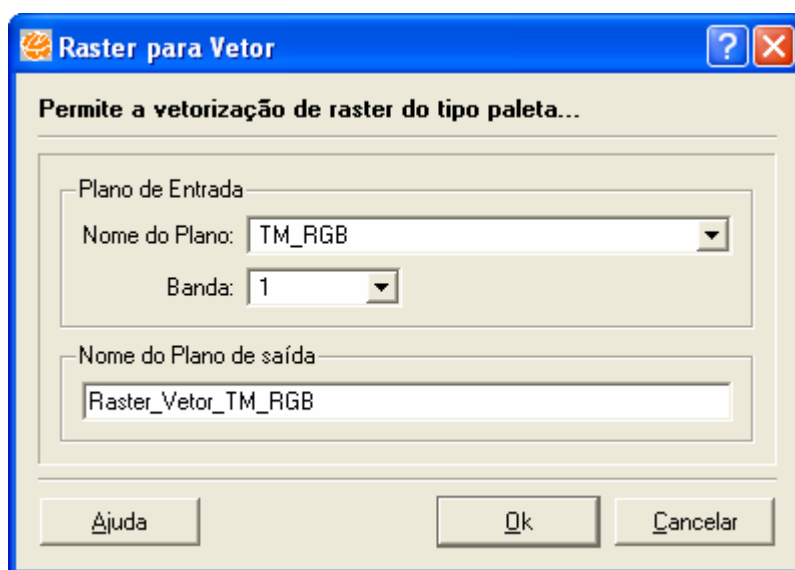 Raster para Vetor
Permite a vetorização de raster do tipo paleta...
Plano de Entrada
Nome do Plano: TM_RGB
Banda: 1
Nome do Plano de saída
Raster_Vetor_TM_RGB
Ajuda Ok Cancelar